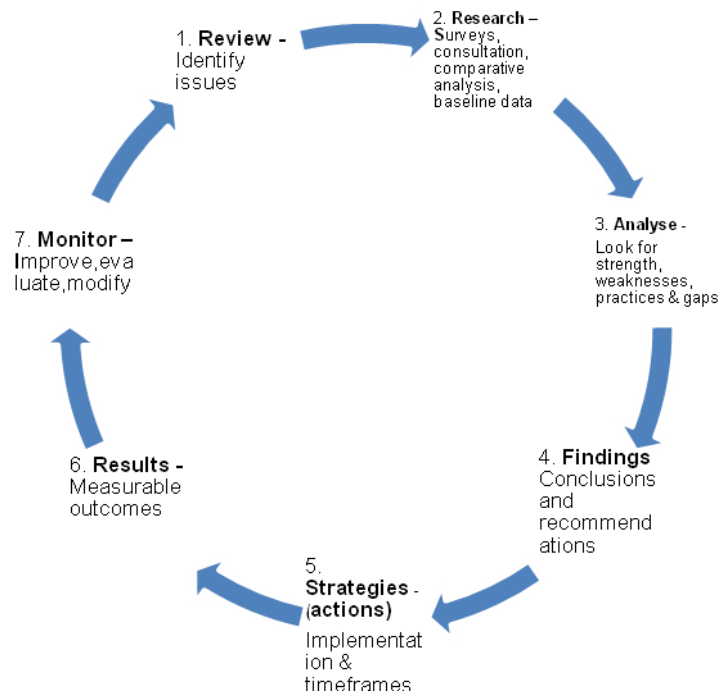 1. Review -
Identify
issues
2. Research –
Surveys,
consultation,
comparative
analysis,
baseline data
3. Analyse -
Look for
strength,
weaknesses,
practices & gaps
4. Findings
Conclusions
and
recommend
ations
5.
Strategies -
(actions)
Implementat
ion &
timeframes
6. Results -
Measurable
outcomes
7. Monitor –
Improve,eva
luate,modify